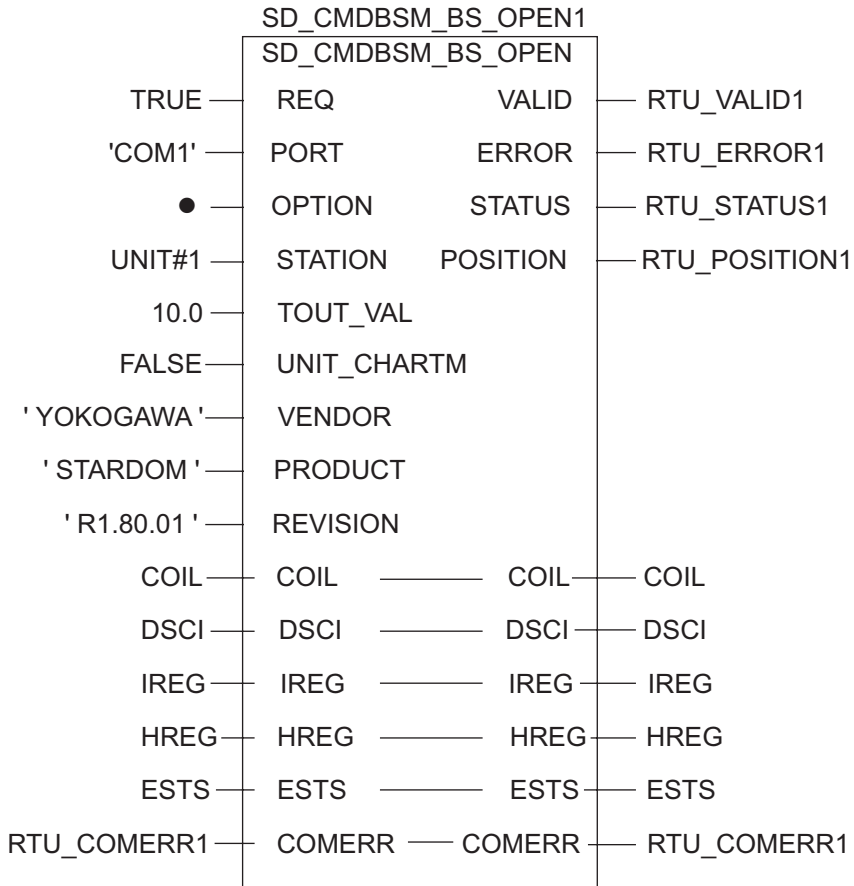 SD_CMDBSM_BS_OPEN1
SD_CMDBSM_BS_OPEN
TRUE REQ VALID RTU_VALID1
'COM1' PORT ERROR RTU_ERROR1
OPTION STATUS RTU_STATUS1
UNIT#1 STATION POSITION RTU_POSITION1
10.0 TOUT_VAL
FALSE UNIT_CHARTM
' YOKOGAWA ' VENDOR
' STARDOM ' PRODUCT
' R1.80.01 ' REVISION
COIL COIL COIL COIL
DSCI DSCI DSCI DSCI
IREG IREG IREG IREG
HREG HREG HREG HREG
ESTS ESTS ESTS ESTS
RTU_COMERR1 COMERR COMERR RTU_COMERR1